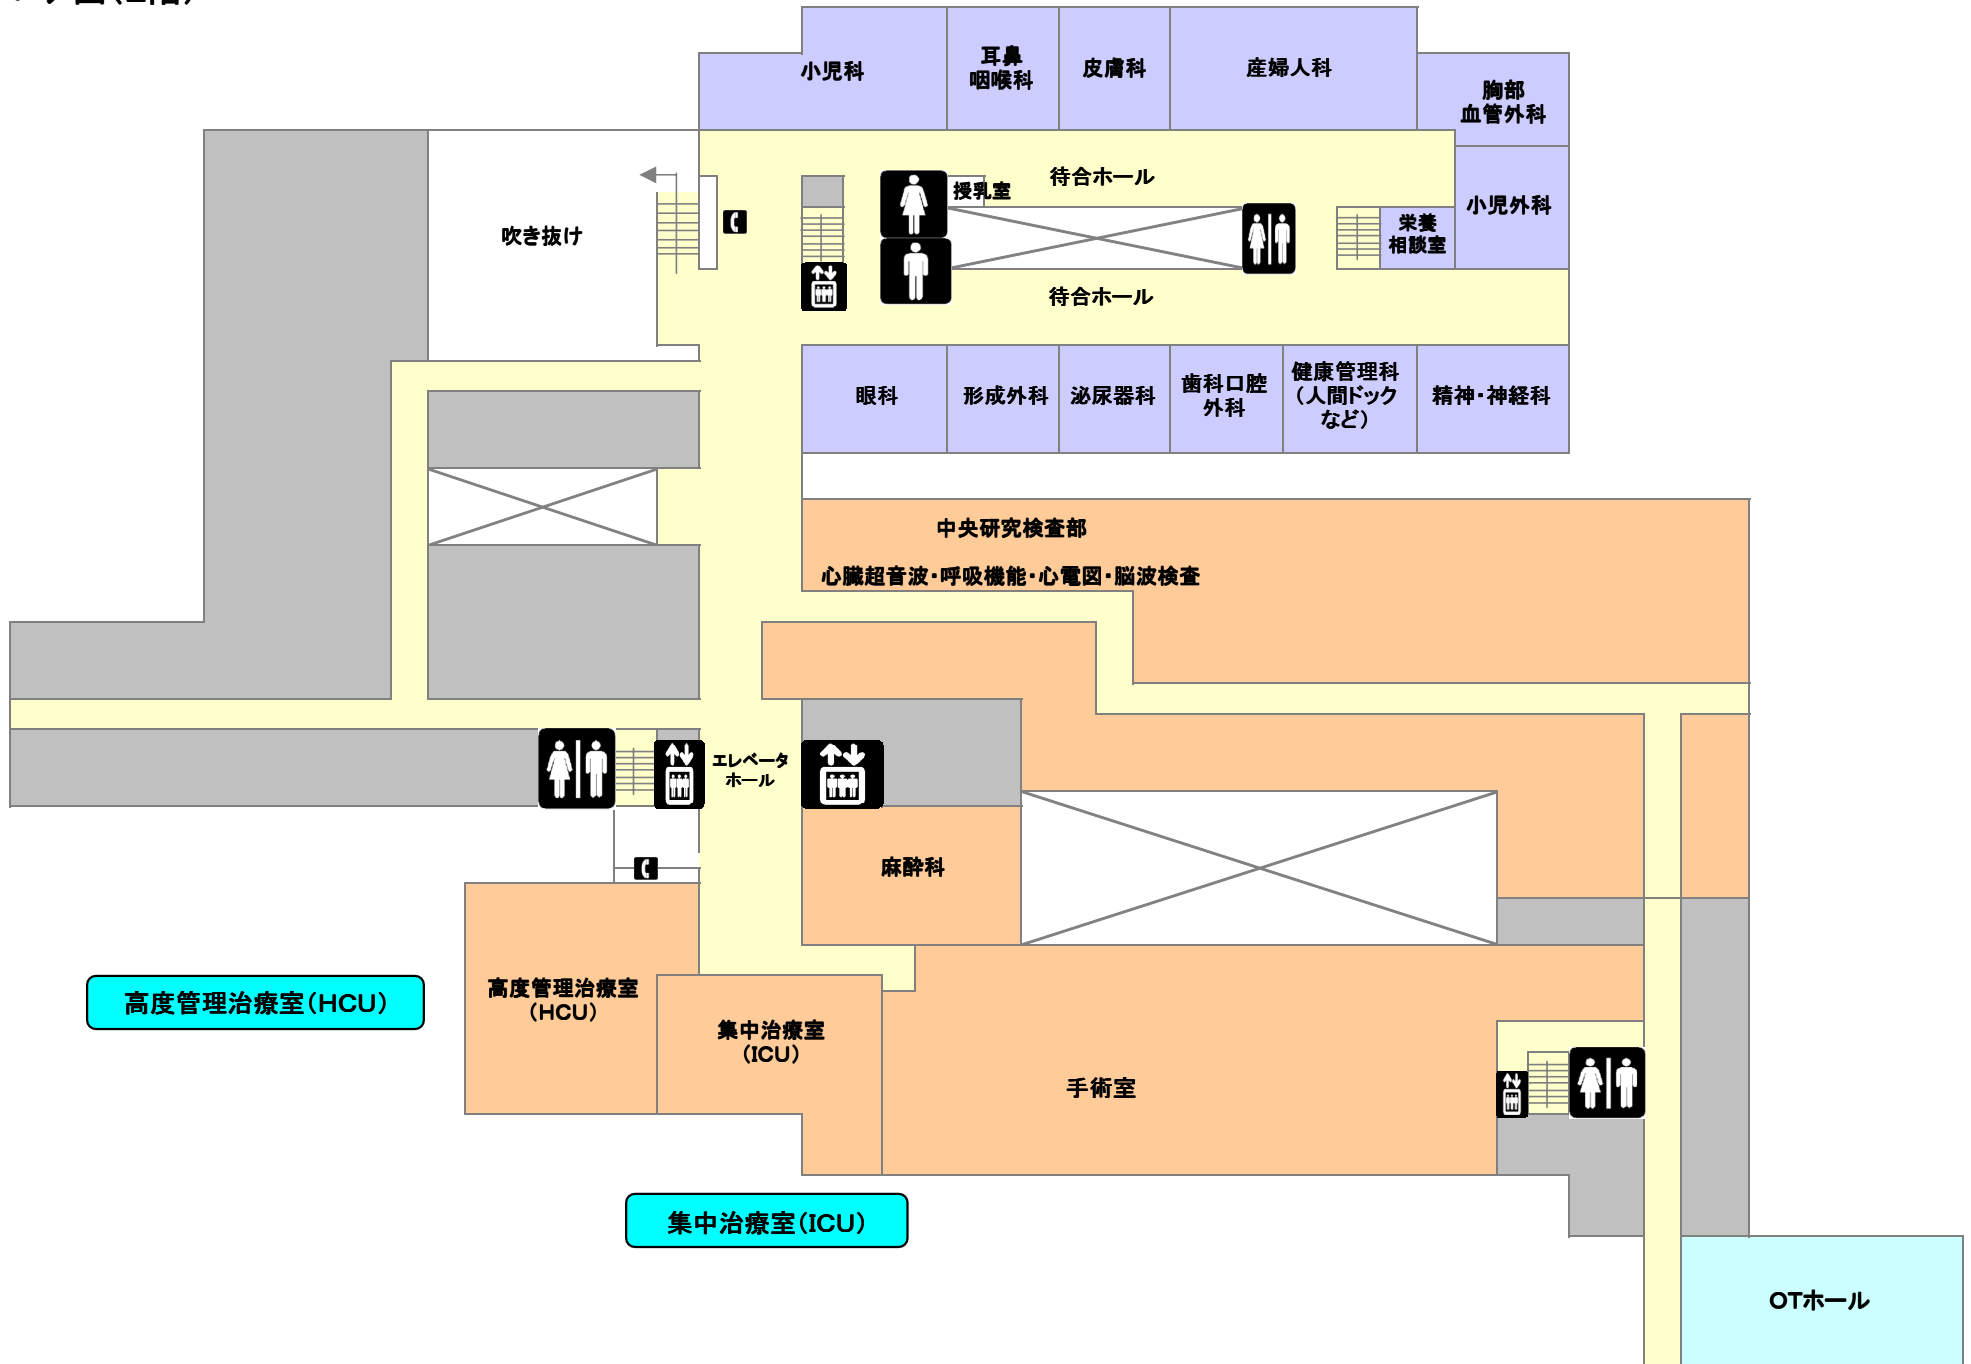 小児科
耳鼻
咽喉科
皮膚科
産婦人科
胸部
血管外科
待合ホール
授乳室
小児外科
栄養
相談室
吹き抜け
待合ホール
眼科
形成外科
泌尿器科
歯科口腔
外科
健康管理科
（人間ドック
など）
精神・神経科
中央研究検査部
心臓超音波・呼吸機能・心電図・脳波検査
エレベータ
ホール
麻酔科
高度管理治療室（HCU）
高度管理治療室
（HCU）
集中治療室
（ICU）
手術室
集中治療室（ICU）
OTホール